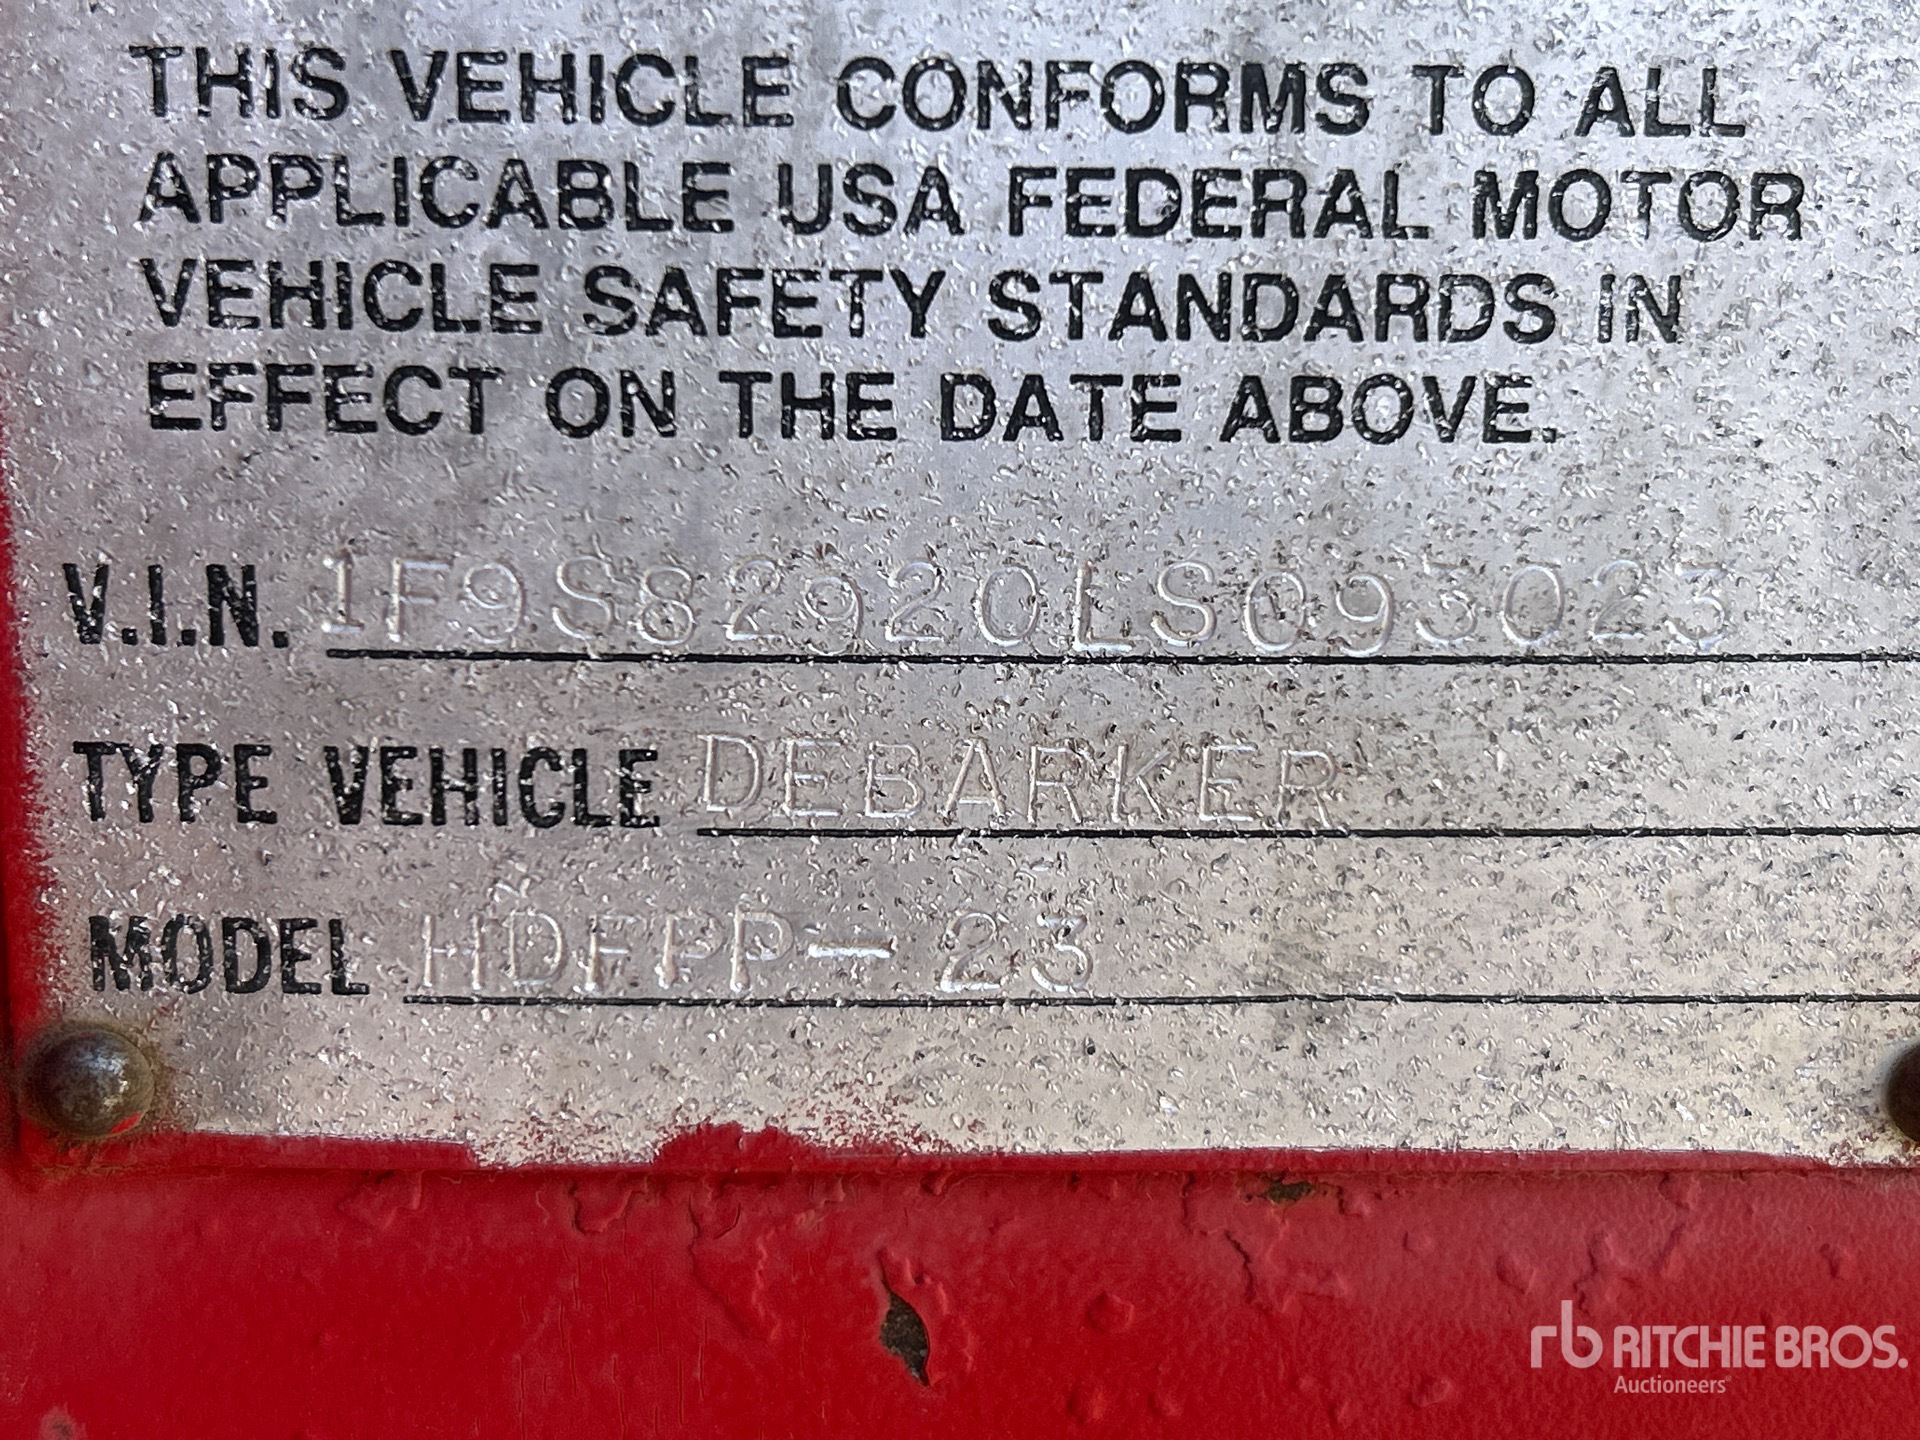 THIS VEHICLE CONFORMS TO ALL
APPLICABLE USA FEDERAL MOTOR
VEHICLE SAFETY STANDARDS IN
EFFECT ON THE DATE ABOVE.
V.I.N. 1F9S82920LS093023
TYPE VEHICLE DEBARKER
MODEL HDFPP-23
rb RITCHIE BROS.
Auctioneers